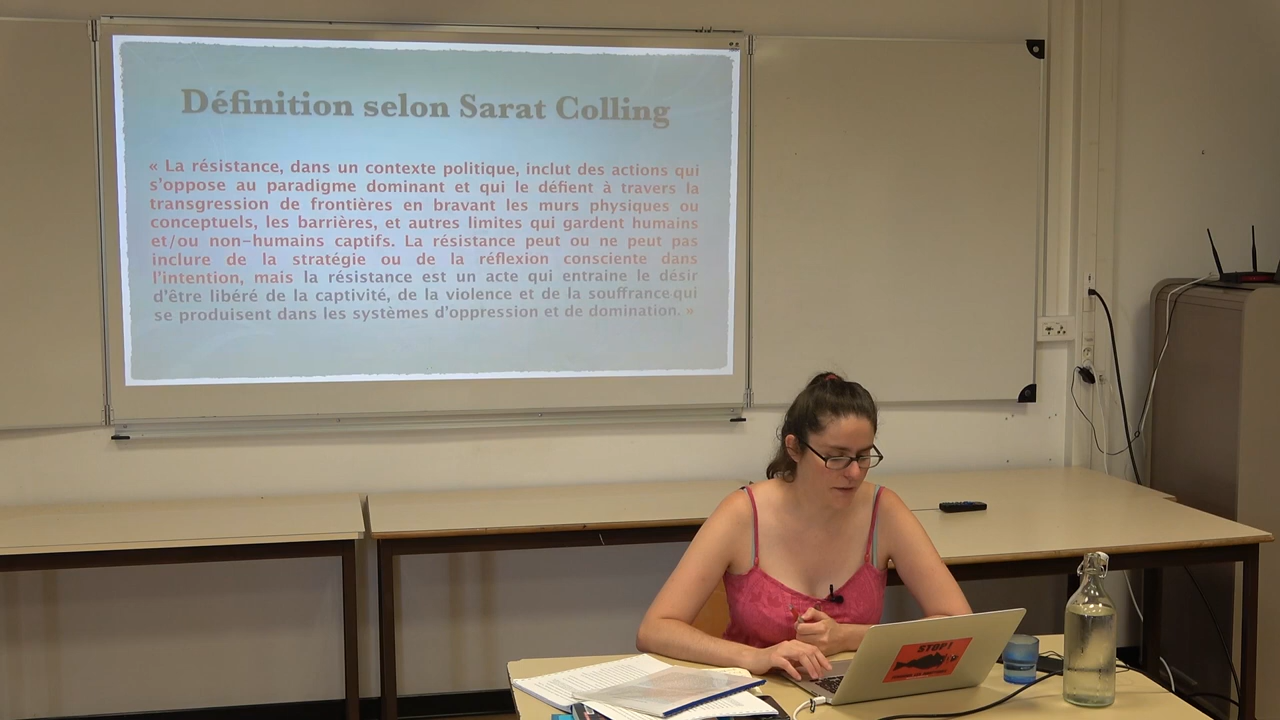 Définition selon Sarat Colling
« La résistance, dans un contexte politique, inclut des actions qui
s'oppose au paradigme dominant et qui le défient à travers la
transgression de frontières en bravant les murs physiques ou
conceptuels, les barrières, et autres limites qui gardent humains
et/ou non-humains captifs. La résistance peut ou ne peut pas
inclure de la stratégie ou de la réflexion consciente dans
l'intention, mais la résistance est un acte qui entraîne le désir
d'être libéré de la captivité, de la violence et de la souffrance qui
se produisent dans les systèmes d'oppression et de domination. »
STOP!